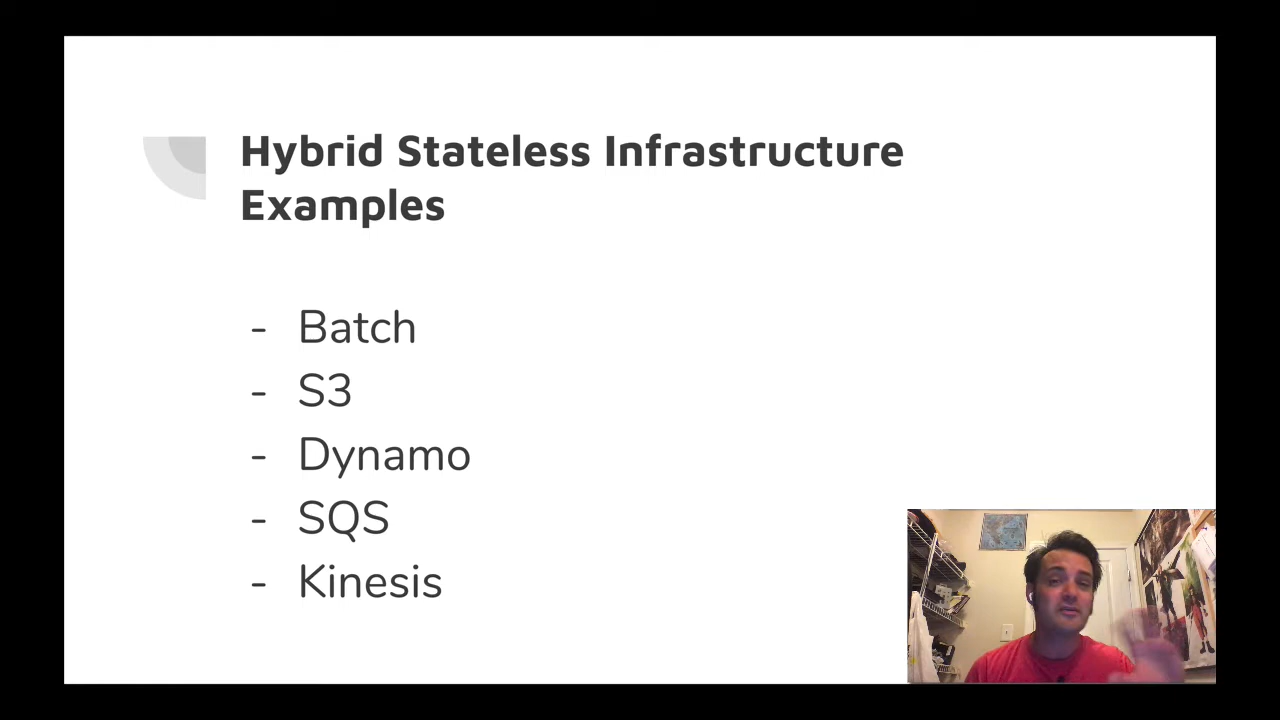 Hybrid Stateless Infrastructure
Examples
- Batch
- S3
- Dynamo
- SQS
- Kinesis